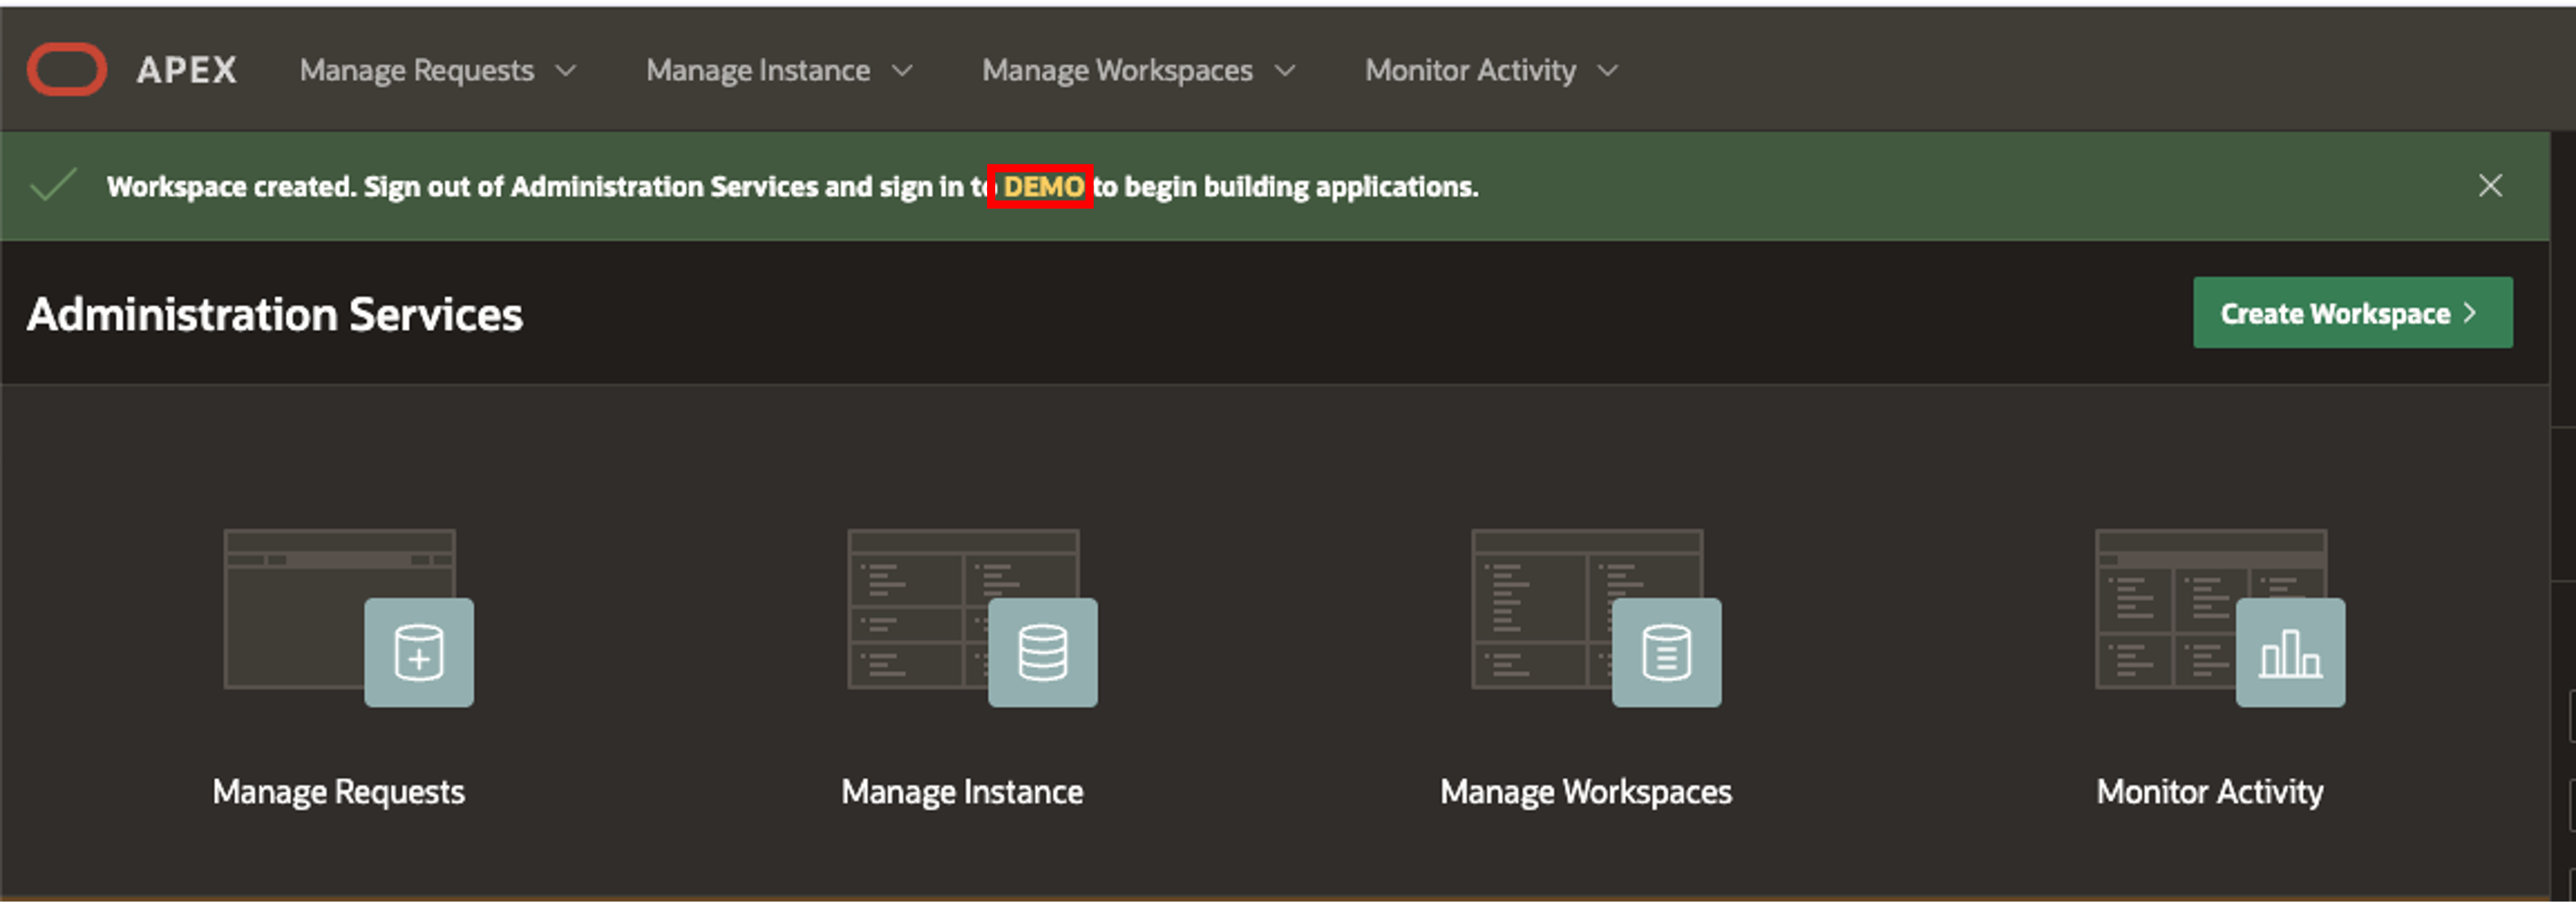 APEX Manage Requests Manage Instance Manage Workspaces Monitor Activity
Workspace created. Sign out of Administration Services and sign in to DEMO to begin building applications.
Administration Services
Create Workspace
Manage Requests Manage Instance Manage Workspaces Monitor Activity